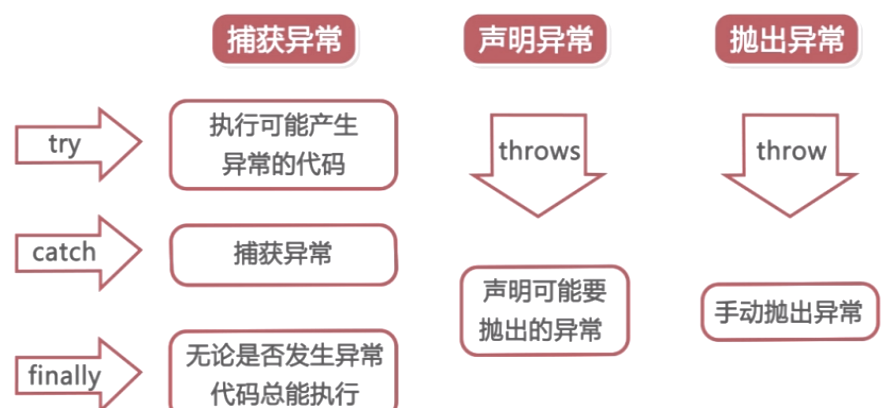 捕获异常
声明异常
抛出异常
try
执行可能产生
异常的代码
catch
捕获异常
finally
无论是否发生异常
代码总能执行
throws
声明可能要
抛出的异常
throw
手动抛出异常